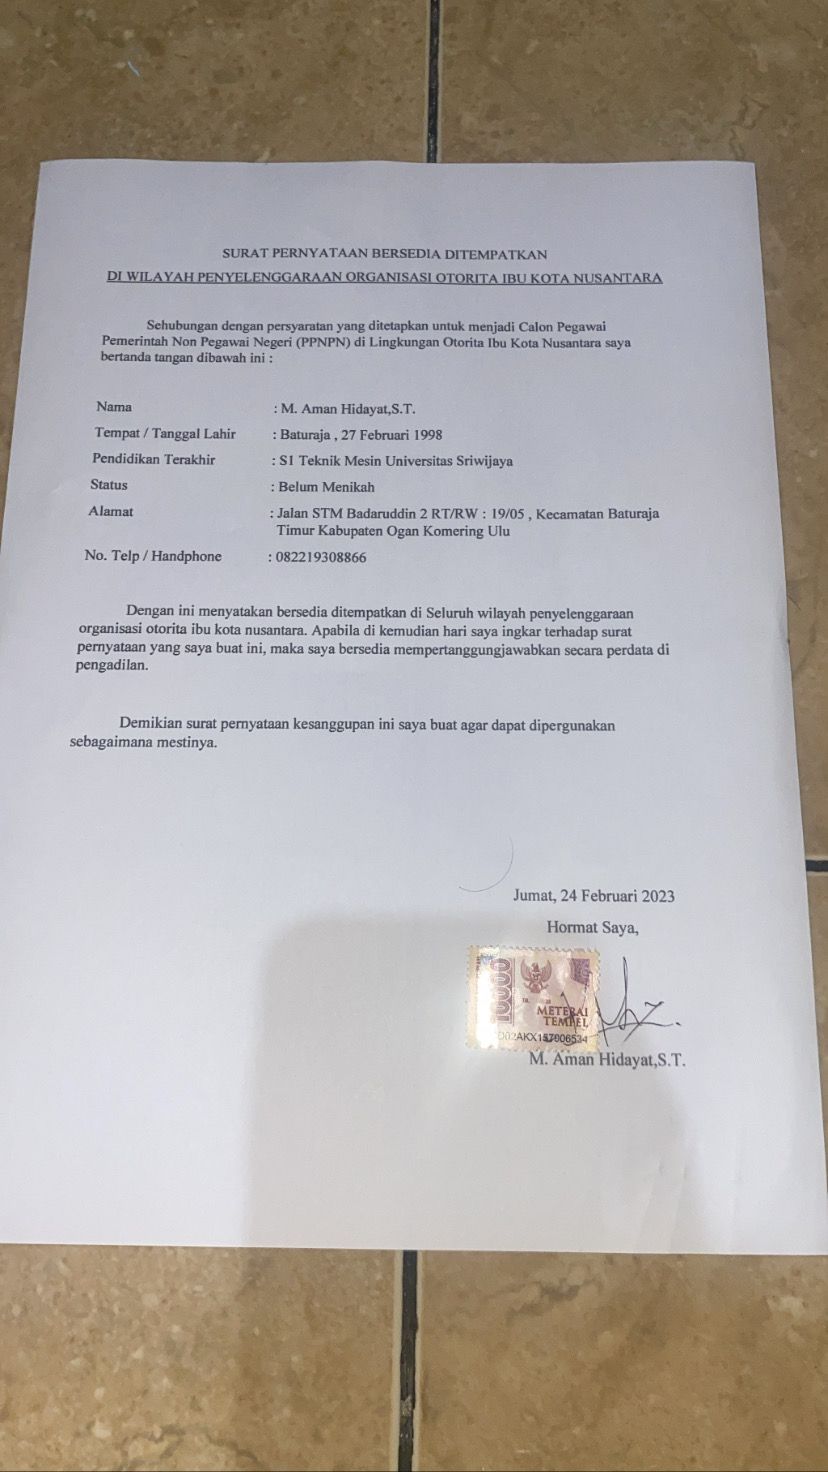 SURAT PERNYATAAN BERSEDIA DITEMPATKAN
DI WILAYAH PENYELENGGARAAN ORGANISASI OTORITA IBU KOTA NUSANTARA
Sehubungan dengan persyaratan yang ditetapkan untuk menjadi Calon Pegawai
Pemerintah Non Pegawai Negeri (PPNPN) di Lingkungan Otorita Ibu Kota Nusantara saya
bertanda tangan dibawah ini :
Nama : M. Aman Hidayat,S.T.
Tempat / Tanggal Lahir : Baturaja , 27 Februari 1998
Pendidikan Terakhir : S1 Teknik Mesin Universitas Sriwijaya
Status : Belum Menikah
Alamat : Jalan STM Badaruddin 2 RT/RW : 19/05 , Kecamatan Baturaja
Timur Kabupaten Ogan Komering Ulu
No. Telp / Handphone : 082219308866
Dengan ini menyatakan bersedia ditempatkan di Seluruh wilayah penyelenggaraan
organisasi otorita ibu kota nusantara. Apabila di kemudian hari saya ingkar terhadap surat
pernyataan yang saya buat ini, maka saya bersedia mempertanggungjawabkan secara perdata di
pengadilan.
Demikian surat pernyataan kesanggupan ini saya buat agar dapat dipergunakan
sebagaimana mestinya.
Jumat, 24 Februari 2023
Hormat Saya,
10000
METERAI
TEMPEL
M. Aman Hidayat,S.T.